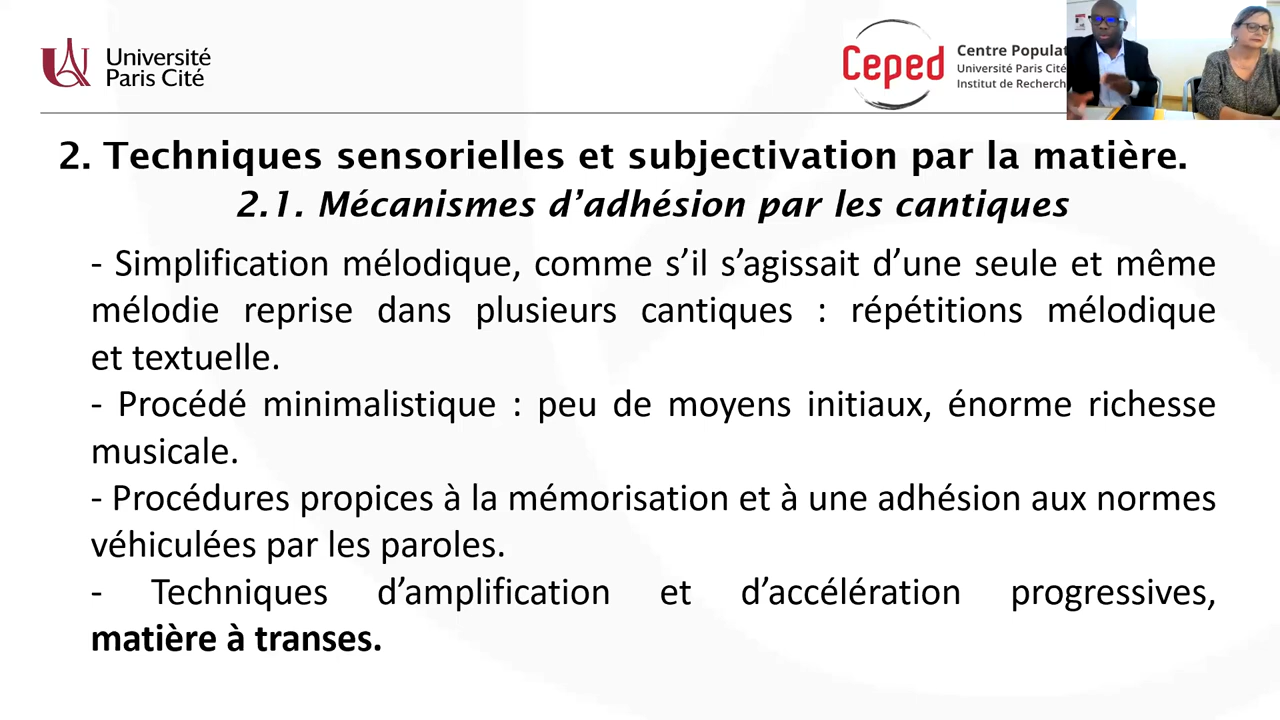 Université
Paris Cité
Ceped
Centre Populat
Université Paris Cité
Institut de Recherch
2. Techniques sensorielles et subjectivation par la matière.
2.1. Mécanismes d’adhésion par les cantiques
- Simplification mélodique, comme s’il s’agissait d’une seule et même
mélodie reprise dans plusieurs cantiques : répétitions mélodique
et textuelle.
- Procédé minimalistique : peu de moyens initiaux, énorme richesse
musicale.
- Procédures propices à la mémorisation et à une adhésion aux normes
véhiculées par les paroles.
- Techniques d’amplification et d’accélération progressives,
matière à transes.